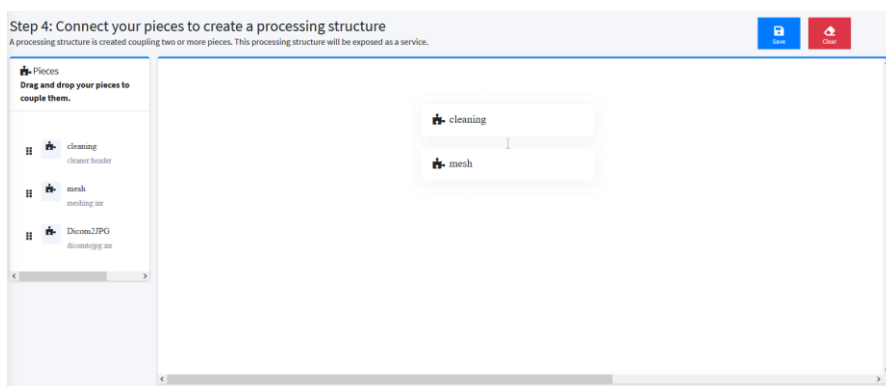 Step 4: Connect your pieces to create a processing structure
A processing structure is created coupling two or more pieces. This processing structure will be exposed as a service.
Save
Clear
Pieces
Drag and drop your pieces to
couple them.
cleaning
cleaner:header
mesh
meshing:inr
Dicom2JPG
dicomtojpg:inr
cleaning
mesh